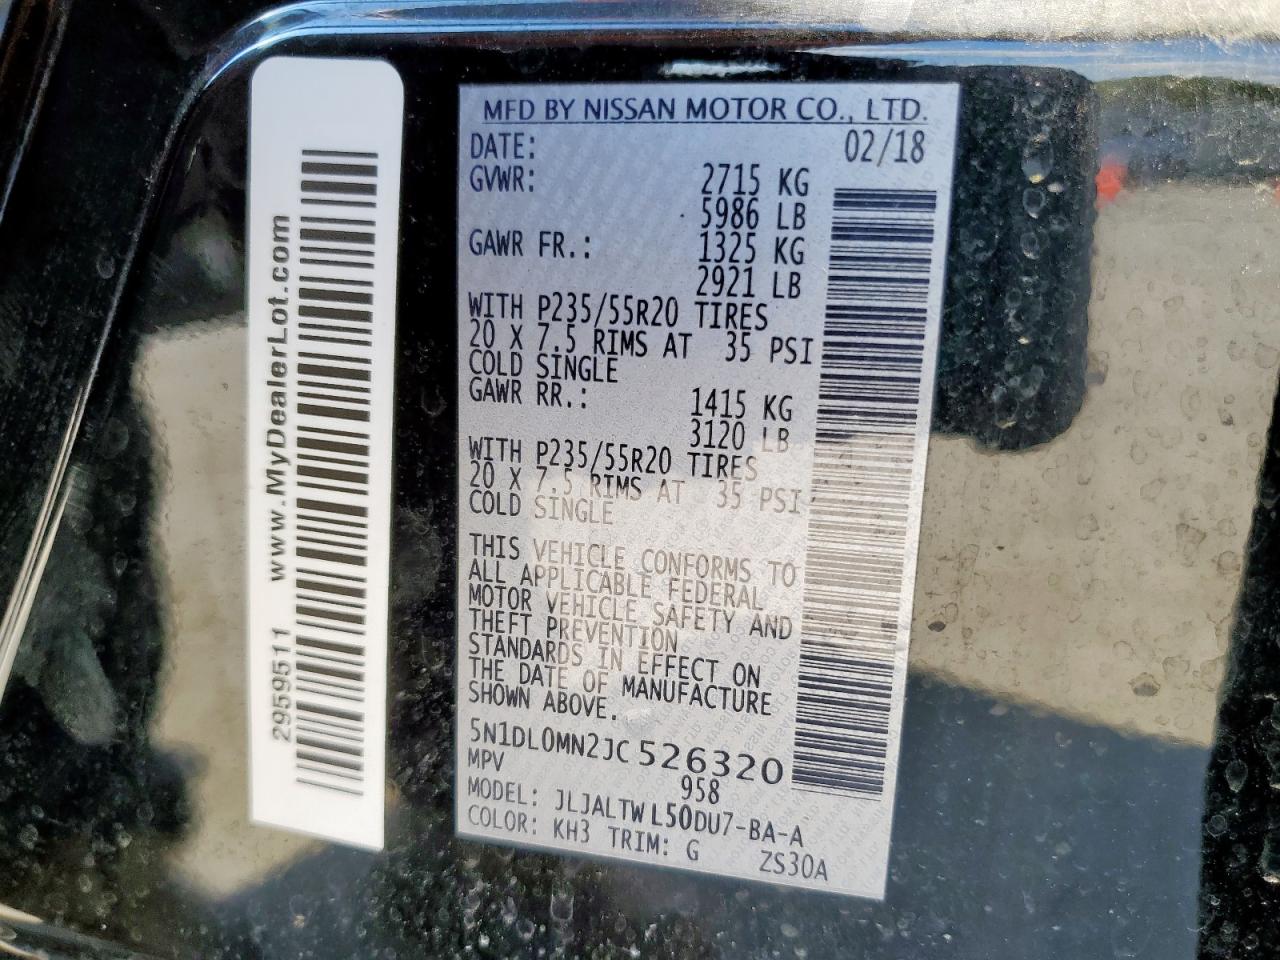 www.MyDealerLot.com
2959511
MFD BY NISSAN MOTOR CO., LTD.
DATE: 02/18
GVWR: 2715 KG
5986 LB
GAWR FR.: 1325 KG
2921 LB
WITH P235/55R20 TIRES
20 X 7.5 RIMS AT 35 PSI
COLD SINGLE
GAWR RR.: 1415 KG
3120 LB
WITH P235/55R20 TIRES
20 X 7.5 RIMS AT 35 PSI
COLD SINGLE
THIS VEHICLE CONFORMS TO
ALL APPLICABLE FEDERAL
MOTOR VEHICLE SAFETY AND
THEFT PREVENTION
STANDARDS IN EFFECT ON
THE DATE OF MANUFACTURE
SHOWN ABOVE.
5N1DL0MN2JC526320
MPV 958
MODEL: JLJALTWL50DU7-BA-A
COLOR: KH3 TRIM: G ZS30A